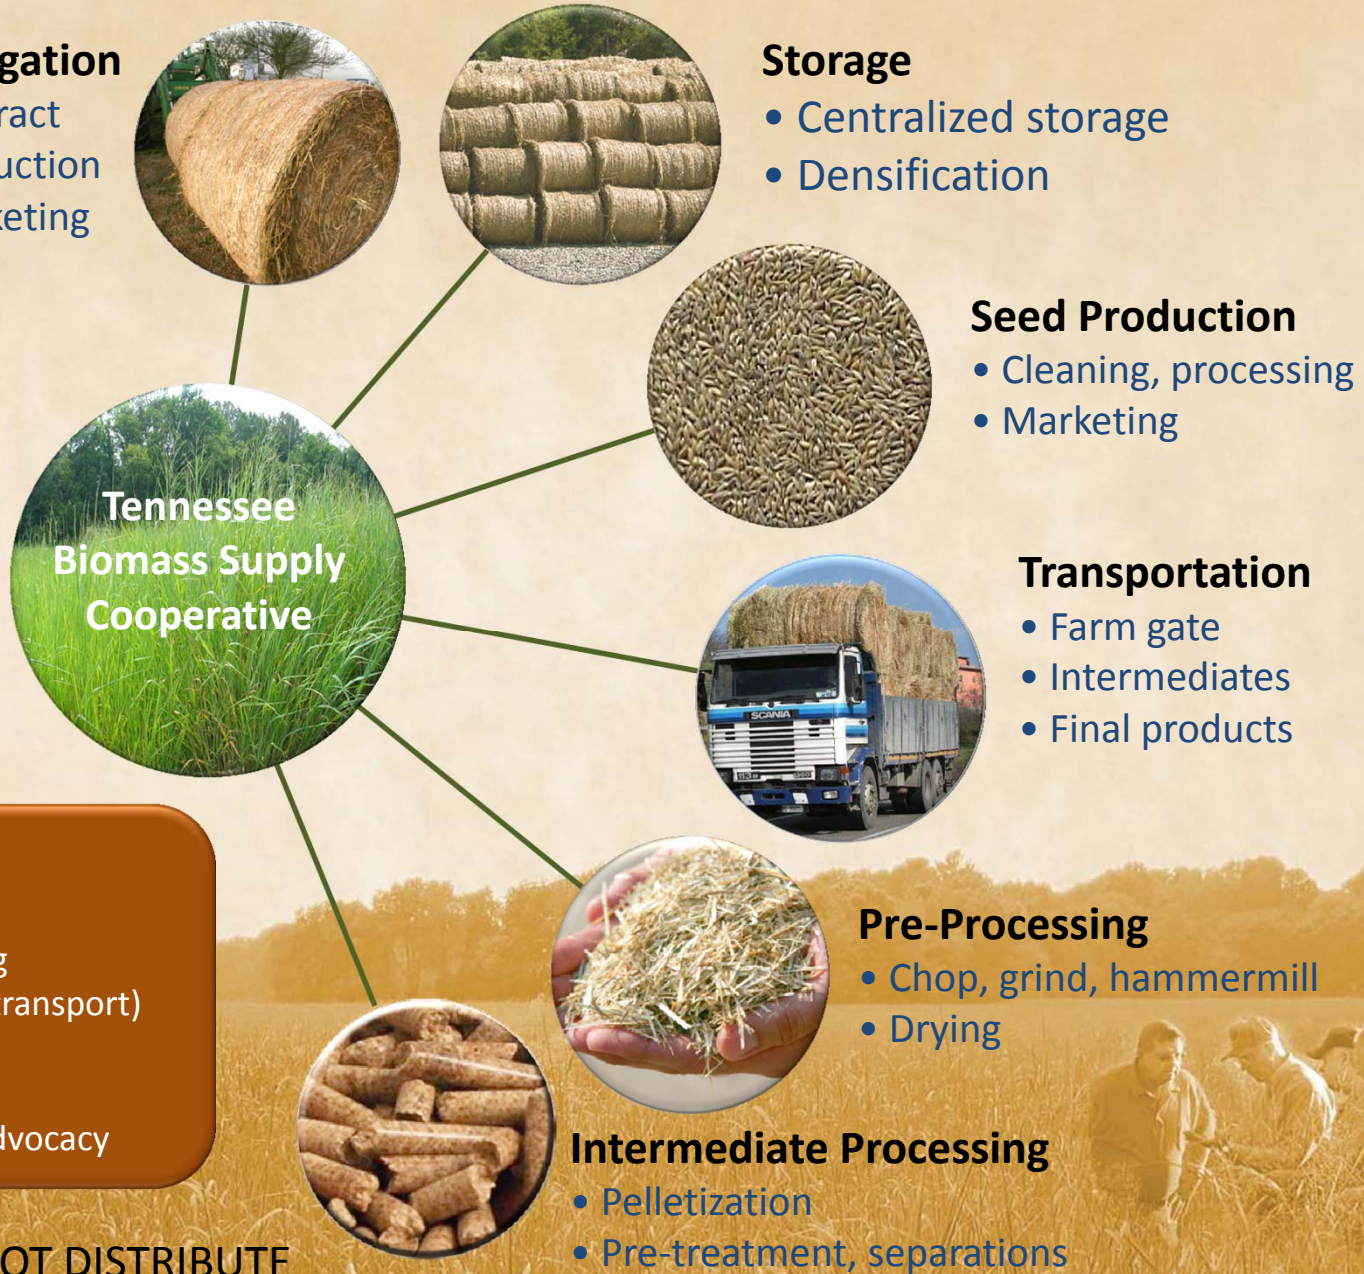 gation
ract
uction
keting
Storage
• Centralized storage
• Densification
Seed Production
• Cleaning, processing
• Marketing
Tennessee
Biomass Supply
Cooperative
Transportation
• Farm gate
• Intermediates
• Final products
SCANIA
g
transport)
dvocacy
Pre-Processing
• Chop, grind, hammermill
• Drying
Intermediate Processing
• Pelletization
• Pre-treatment, separations
OT DISTRIBUTE